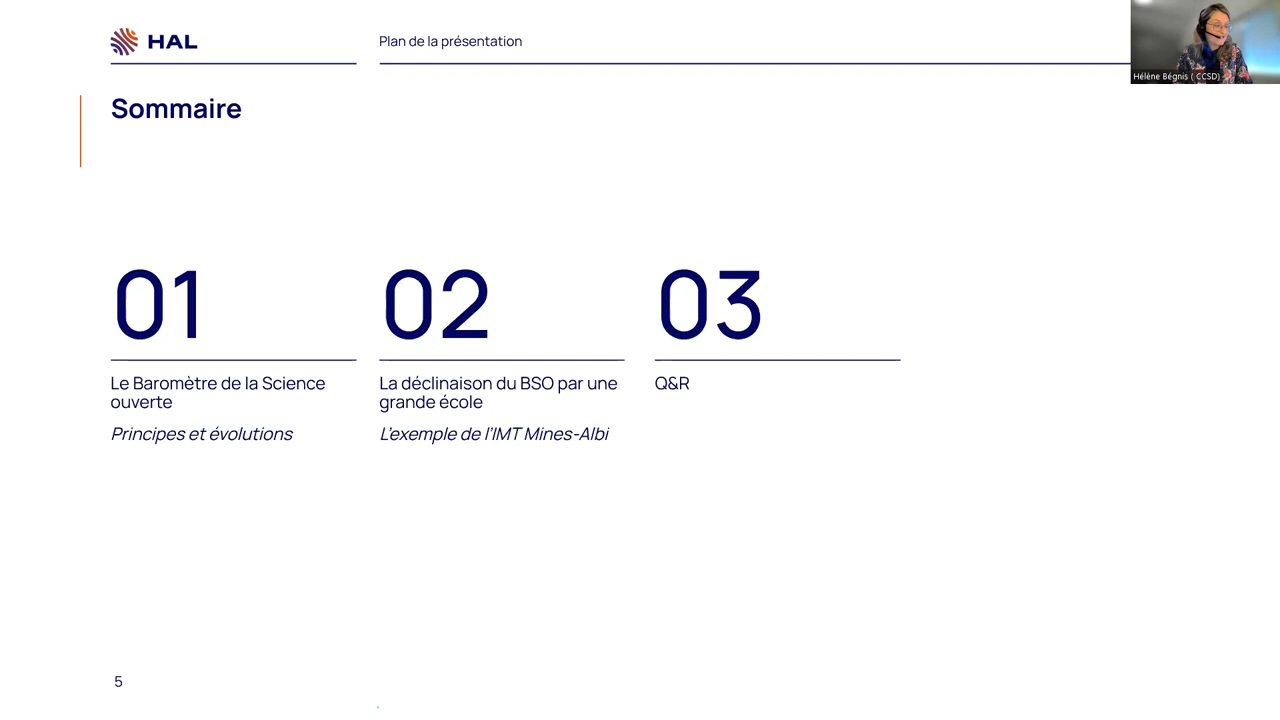 HAL
Plan de la présentation
Hélène Bégnis ( CCSD)
Sommaire
01
02
03
Le Baromètre de la Science
ouverte
Principes et évolutions
La déclinaison du BSO par une
grande école
L'exemple de l'IMT Mines-Albi
Q&R
5